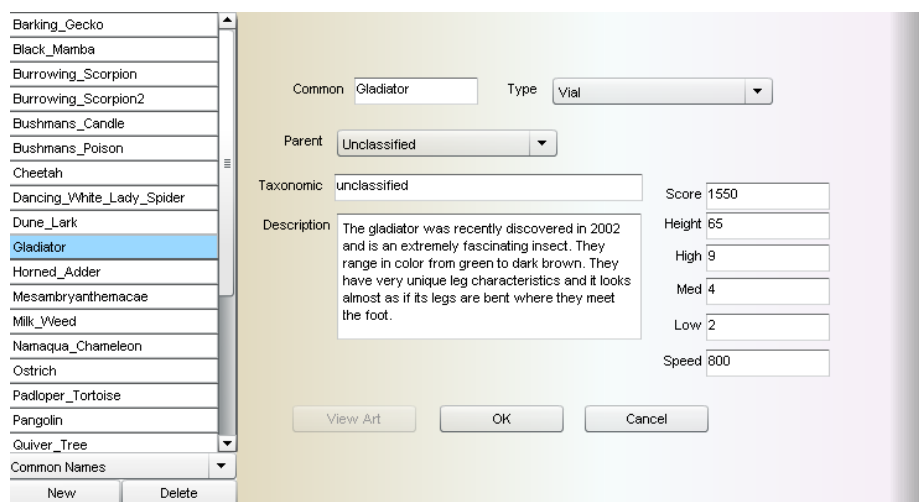 Barking_Gecko
Black_Mamba
Burrowing_Scorpion
Burrowing_Scorpion2
Bushmans_Candle
Bushmans_Poison
Cheetah
Dancing_White_Lady_Spider
Dune_Lark
Gladiator
Horned_Adder
Mesambryanthemacae
Milk_Weed
Namaqua_Chameleon
Ostrich
Padloper_Tortoise
Pangolin
Quiver_Tree
Common Names
New Delete
Common Gladiator Type Vial
Parent Unclassified
Taxonomic unclassified
Description The gladiator was recently discovered in 2002
and is an extremely fascinating insect. They
range in color from green to dark brown. They
have very unique leg characteristics and it looks
almost as if its legs are bent where they meet
the foot.
Score 1550
Height 65
High 9
Med 4
Low 2
Speed 800
View Art OK Cancel